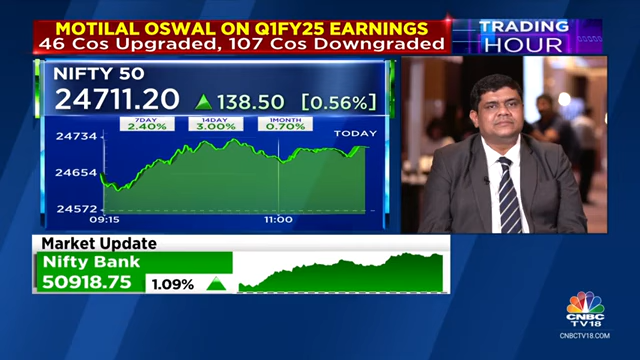 MOTILAL OSWAL ON Q1FY25 EARNINGS
46 Cos Upgraded, 107 Cos Downgraded
TRADING
HOUR
NIFTY 50
24711.20 ▲ 138.50 [0.56%]
7DAY 14DAY 1MONTH
2.40% 3.00% 0.70%
TODAY
24734
24654
24572
09:15 11:00
Market Update
Nifty Bank
50918.75 1.09% ▲
CNBC
TV18
CNBCTV18.COM